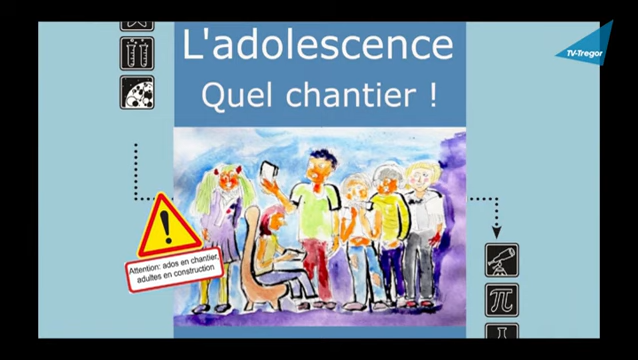 L'adolescence
Quel chantier !
TV-Tregor
Attention: ados en chantier,
adultes en construction
π